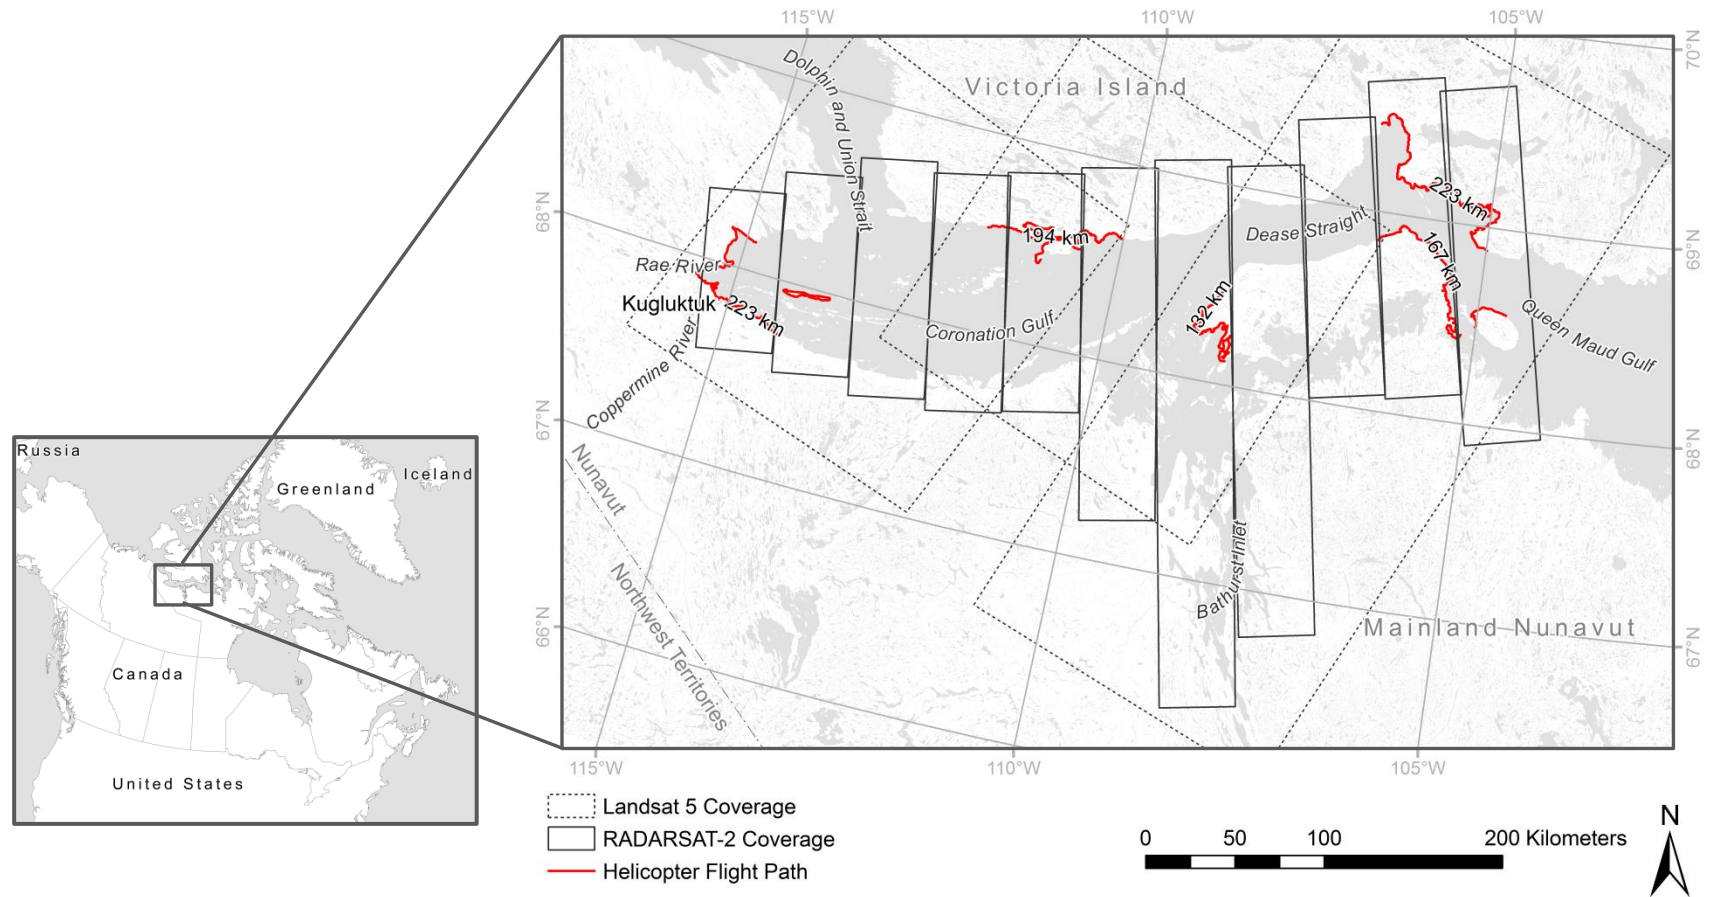 115°W
110°W
105°W
70°N
Victoria Island
Dolphin and Union Strait
68°N
223 km
69°N
Dease Straight
194 km
Rae River
167 km
Kugluktuk
223 km
132 km
Coronation Gulf
Queen Maud Gulf
Coppermine River
67°N
68°N
Nunavut
Northwest Territories
Bathurst Inlet
Mainland Nunavut
66°N
67°N
115°W
110°W
105°W
Russia
Iceland
Greenland
Canada
United States
Landsat 5 Coverage
RADARSAT-2 Coverage
Helicopter Flight Path
0 50 100 200 Kilometers
N